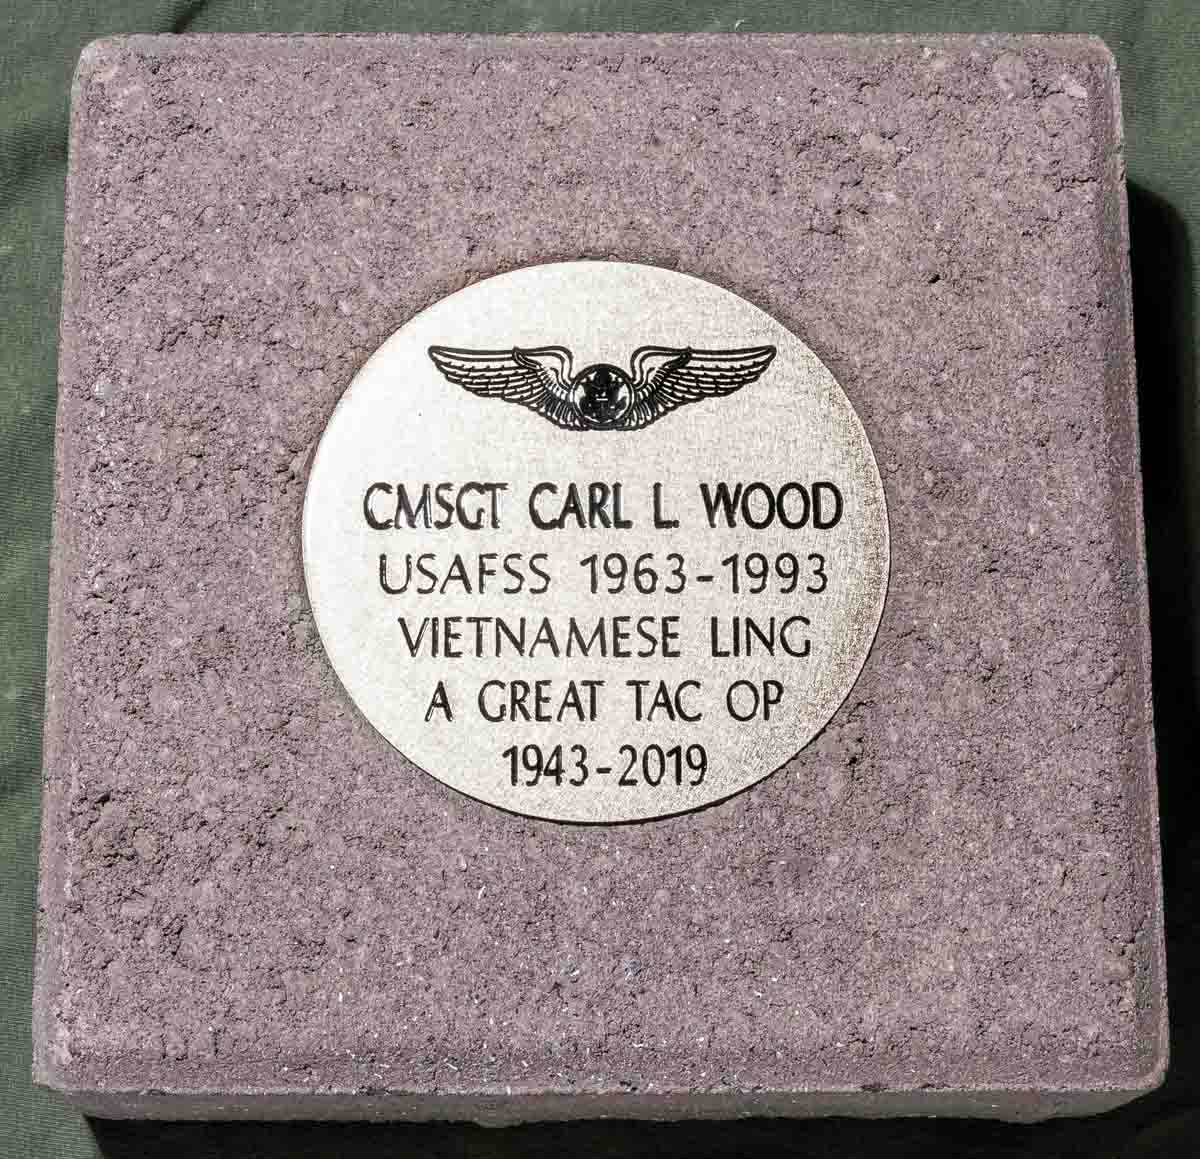 CMSGT CARL L. WOOD
USAFSS 1963-1993
VIETNAMESE LING
A GREAT TAC OP
1943-2019